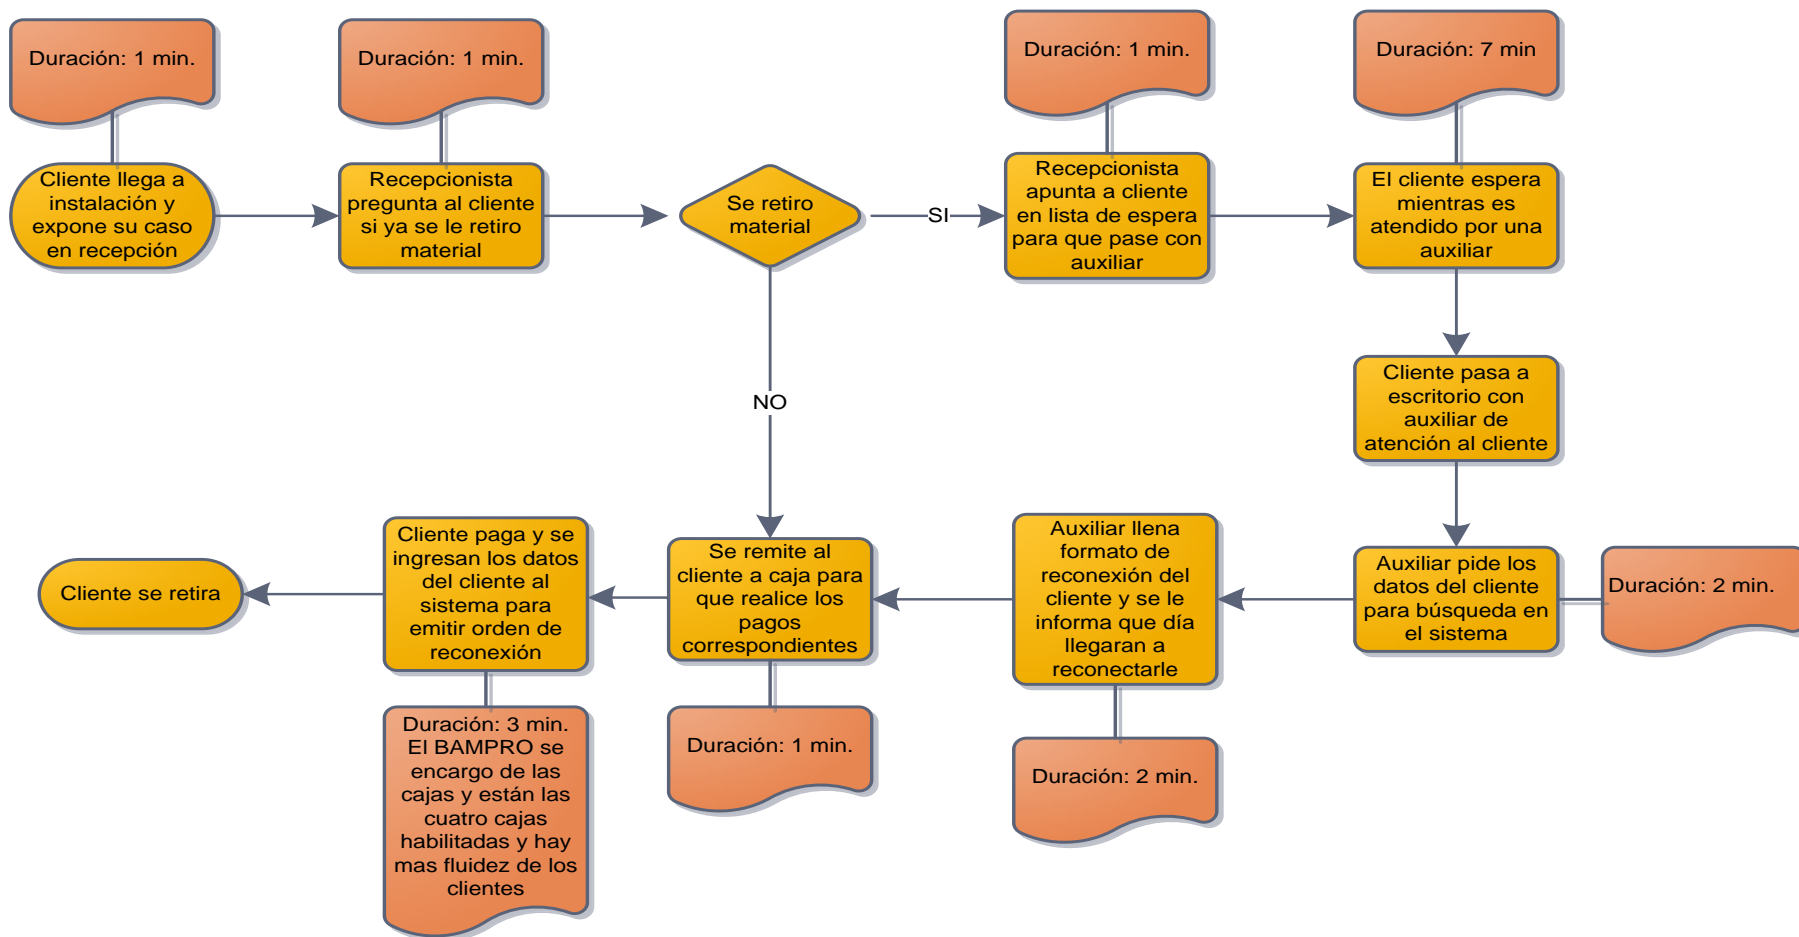 Duración: 1 min.
Duración: 1 min.
Duración: 1 min.
Duración: 7 min
Cliente llega a
instalación y
expone su caso
en recepción
Recepcionista
pregunta al cliente
si ya se le retiro
material
Se retiro
material
SI
Recepcionista
apunta a cliente
en lista de espera
para que pase con
auxiliar
El cliente espera
mientras es
atendido por una
auxiliar
NO
Cliente pasa a
escritorio con
auxiliar de
atención al cliente
Auxiliar pide los
datos del cliente
para búsqueda en
el sistema
Duración: 2 min.
Auxiliar llena
formato de
reconexión del
cliente y se le
informa que día
llegaran a
reconectarle
Duración: 2 min.
Se remite al
cliente a caja para
que realice los
pagos
correspondientes
Duración: 1 min.
Cliente paga y se
ingresan los datos
del cliente al
sistema para
emitir orden de
reconexión
Duración: 3 min.
El BAMPRO se
encargo de las
cajas y están las
cuatro cajas
habilitadas y hay
mas fluidez de los
clientes
Cliente se retira